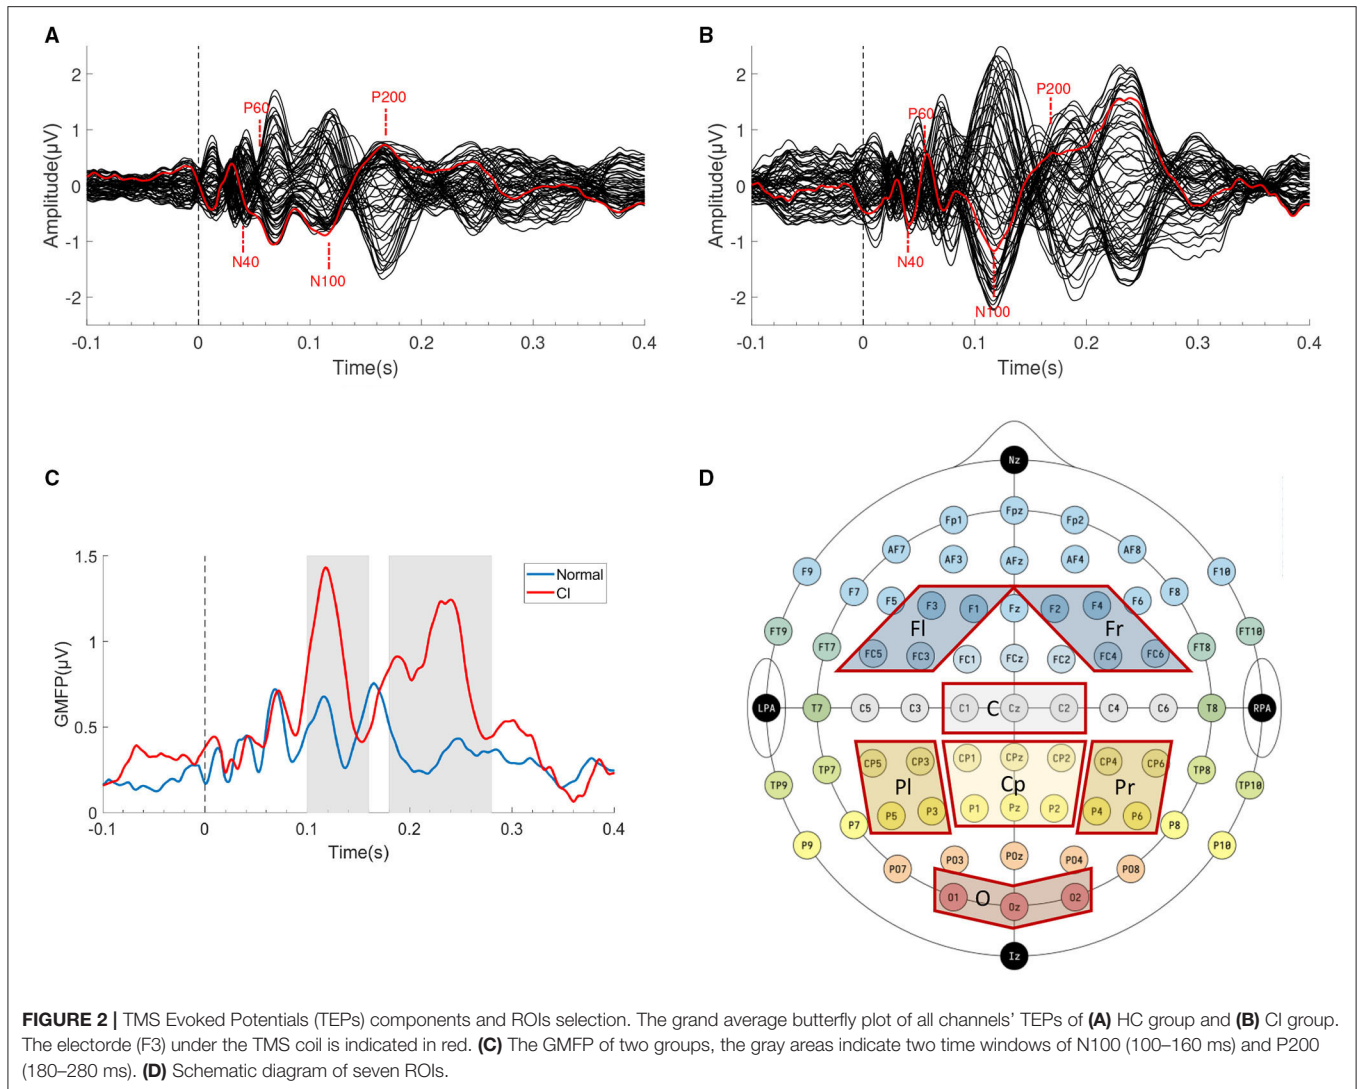 A
B
2
1
0
-1
-2
Amplitude(µV)
P60
P200
N40
N100
-0.1 0 0.1 0.2 0.3 0.4
Time(s)
2
1
0
-1
-2
Amplitude(µV)
P60
P200
N40
N100
-0.1 0 0.1 0.2 0.3 0.4
Time(s)
C
1.5
1
0.5
0
GMFP(µV)
Normal
CI
-0.1 0 0.1 0.2 0.3 0.4
Time(s)
D
Nz
Fp1 Fpz Fp2
AF7 AF3 AFz AF4 AF8
F9 F7 F5 F3 F1 Fz F2 F4 F6 F8 F10
Fl Fr
FT9 FT7 FC5 FC3 FC1 FCz FC2 FC4 FC6 FT8 FT10
LPA T7 C5 C3 C1 C Cz C2 C4 C6 T8 RPA
TP9 TP7 CP5 CP3 CP1 CPz CP2 CP4 CP6 TP8 TP10
Pl Cp Pr
P9 P7 P5 P3 P1 Pz P2 P4 P6 P8 P10
PO7 PO3 POz PO4 PO8
O1 O Oz O2
Iz
FIGURE 2 | TMS Evoked Potentials (TEPs) components and ROIs selection. The grand average butterfly plot of all channels' TEPs of (A) HC group and (B) CI group.
The electorde (F3) under the TMS coil is indicated in red. (C) The GMFP of two groups, the gray areas indicate two time windows of N100 (100–160 ms) and P200
(180–280 ms). (D) Schematic diagram of seven ROIs.